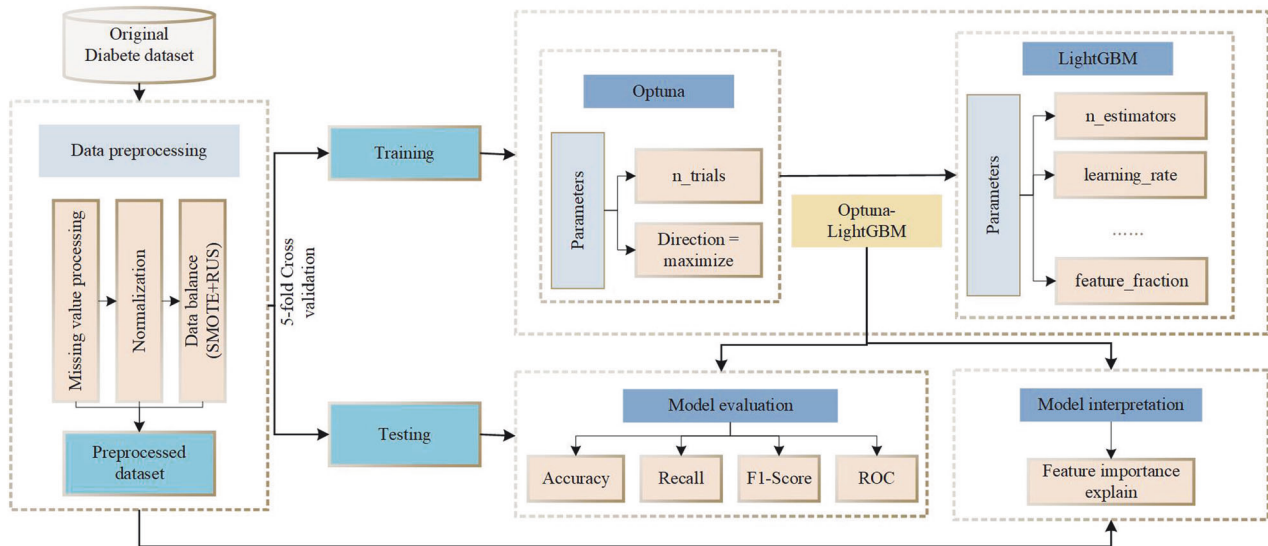 Original
Diabete dataset
Data preprocessing
Missing value processing
Normalization
Data balance
(SMOTE+RUS)
Preprocessed
dataset
5-fold Cross
validation
Training
Testing
Optuna
Parameters
n_trials
Direction =
maximize
Optuna-
LightGBM
LightGBM
Parameters
n_estimators
learning_rate
......
feature_fraction
Model evaluation
Accuracy
Recall
F1-Score
ROC
Model interpretation
Feature importance
explain